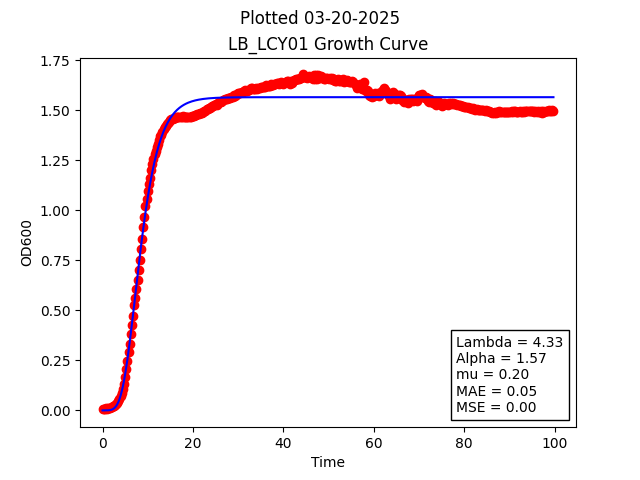 Plotted 03-20-2025
LB_LCY01 Growth Curve
1.75
1.50
1.25
1.00
0.75
0.50
0.25
0.00
OD600
0 20 40 60 80 100
Time
Lambda = 4.33
Alpha = 1.57
mu = 0.20
MAE = 0.05
MSE = 0.00